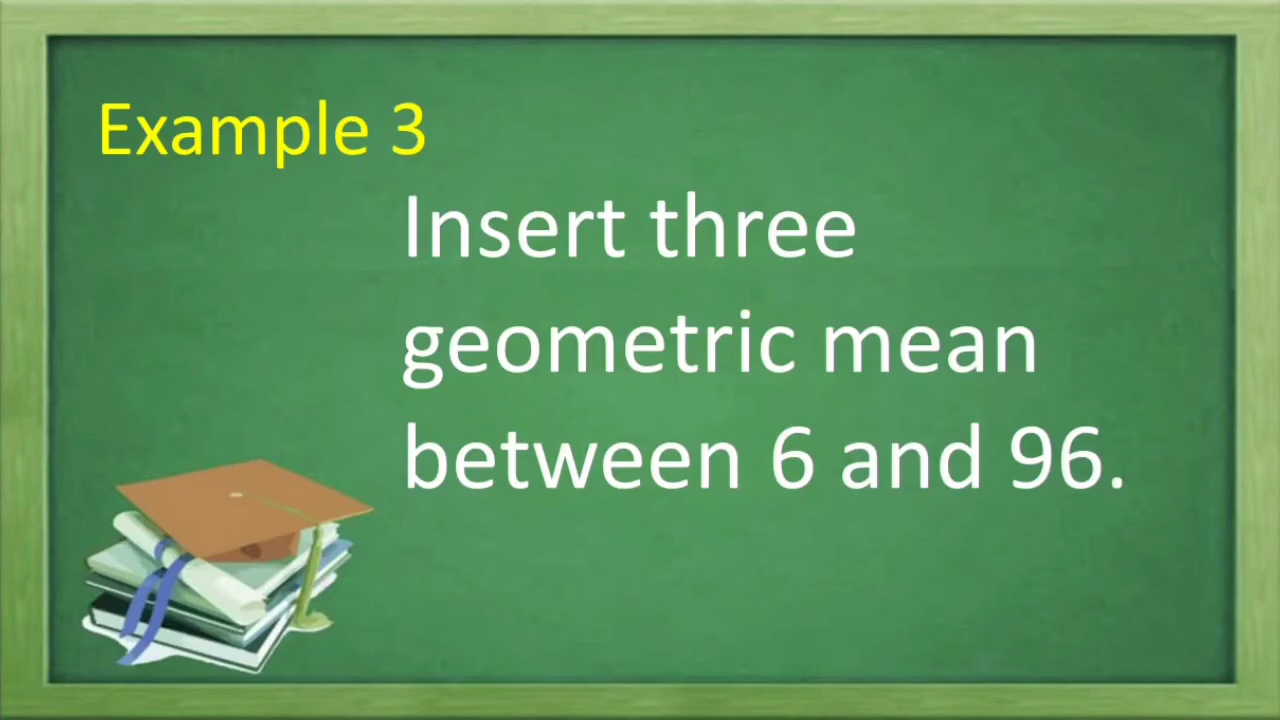 Example 3
Insert three
geometric mean
between 6 and 96.